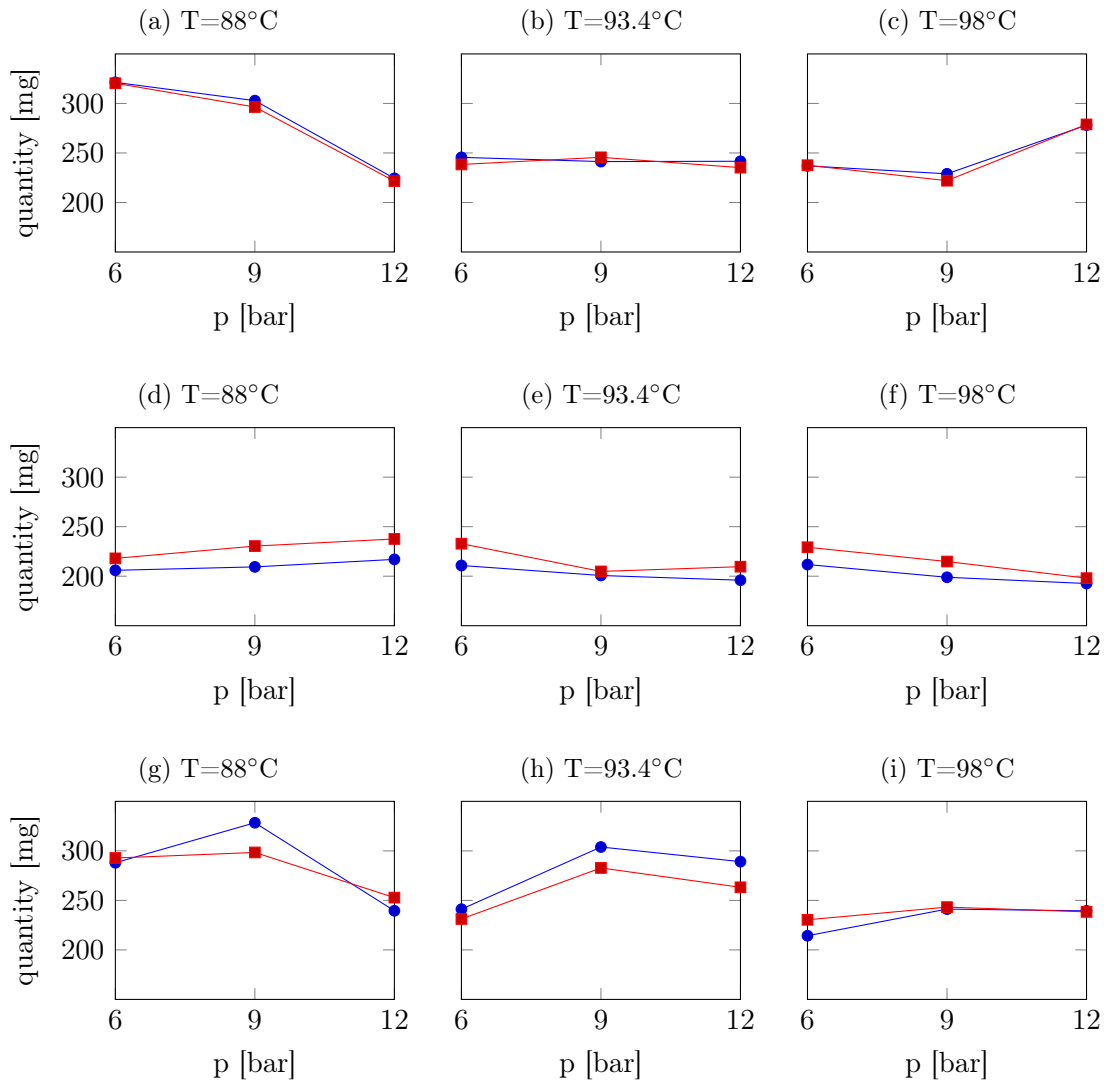 (a) T=88°C (b) T=93.4°C (c) T=98°C
quantity [mg]
300
250
200
6 9 12 6 9 12 6 9 12
p [bar] p [bar] p [bar]
(d) T=88°C (e) T=93.4°C (f) T=98°C
quantity [mg]
300
250
200
6 9 12 6 9 12 6 9 12
p [bar] p [bar] p [bar]
(g) T=88°C (h) T=93.4°C (i) T=98°C
quantity [mg]
300
250
200
6 9 12 6 9 12 6 9 12
p [bar] p [bar] p [bar]